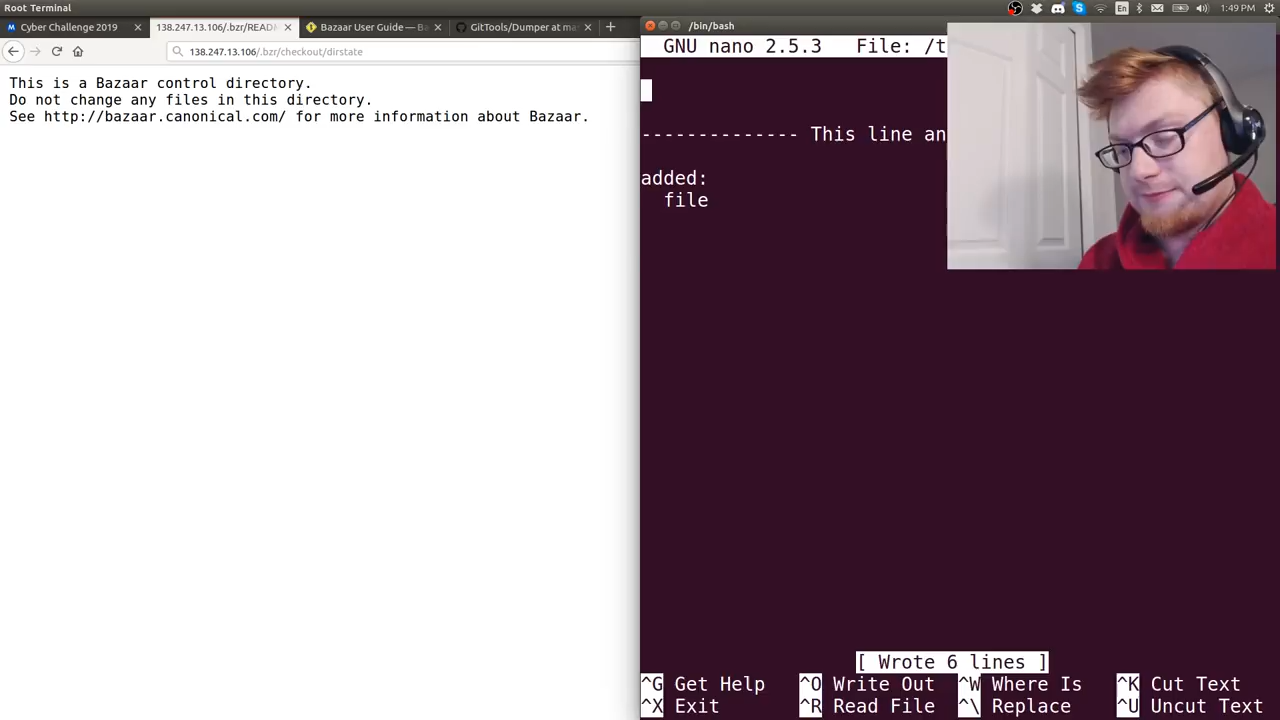 Root Terminal
En
1:49 PM
Cyber Challenge 2019
138.247.13.106/.bzr/READM
Bazaar User Guide — Ba
GitTools/Dumper at mas
138.247.13.106/.bzr/checkout/dirstate
This is a Bazaar control directory.
Do not change any files in this directory.
See http://bazaar.canonical.com/ for more information about Bazaar.
/bin/bash
GNU nano 2.5.3 File: /t
-------------- This line an
added:
file
[ Wrote 6 lines ]
^G Get Help ^O Write Out ^W Where Is ^K Cut Text
^X Exit ^R Read File ^\ Replace ^U Uncut Text